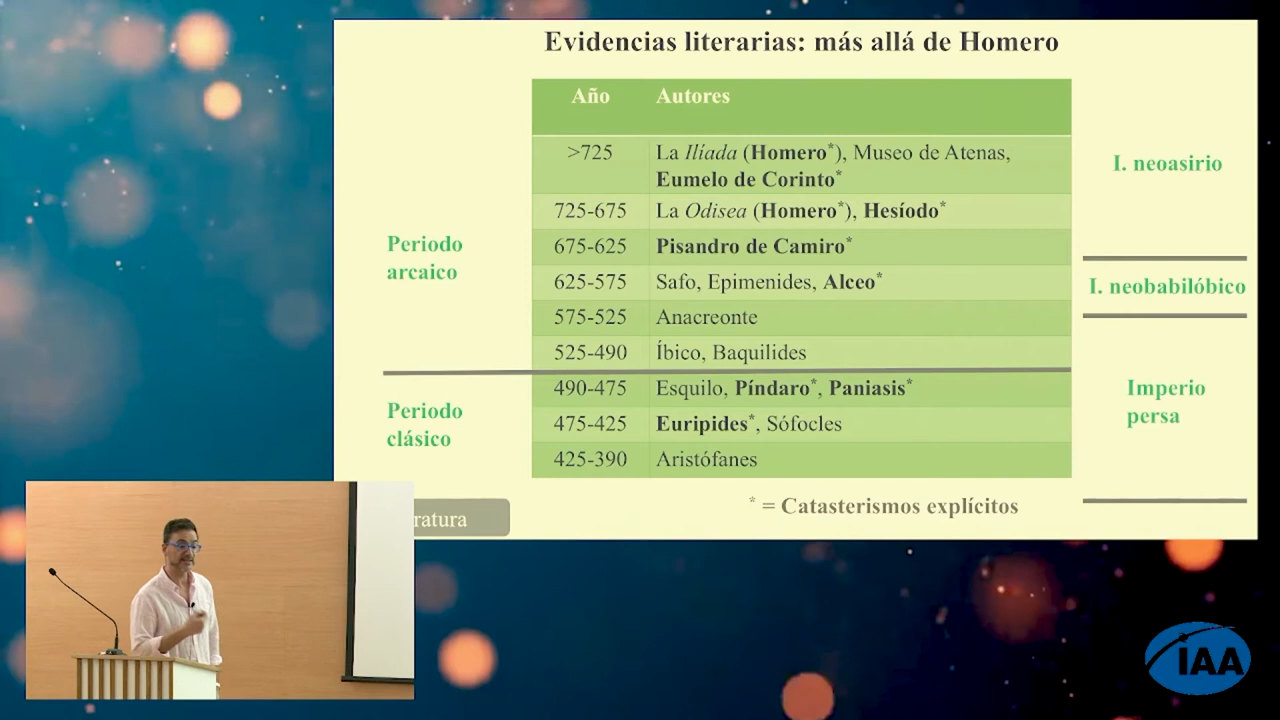 Evidencias literarias: más allá de Homero
Año Autores
>725 La Ilíada (Homero*), Museo de Atenas,
Eumelo de Corinto*
725-675 La Odisea (Homero*), Hesíodo*
675-625 Pisandro de Camiro*
625-575 Safo, Epimenides, Alceo*
575-525 Anacreonte
525-490 Íbico, Baquilides
490-475 Esquilo, Píndaro*, Paniasis*
475-425 Euripides*, Sófocles
425-390 Aristófanes
Periodo
arcaico
Periodo
clásico
I. neoasirio
I. neobabilóbico
Imperio
persa
* = Catasterismos explícitos
ratura
IAA